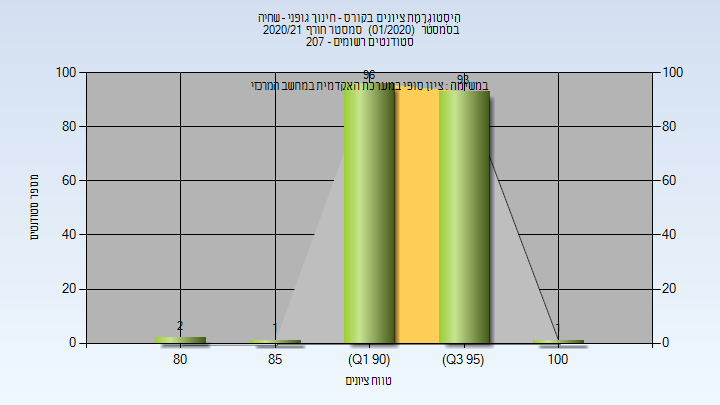 היסטוגרמת ציונים בקורס - חינוך גופני - שחיה
בסמסטר (01/2020) סמסטר חורף 2020/21
207 - סטודנטים רשומים
במשימה : ציון סופי במערכת האקדמית במחשב המרכזי
מספר סטודנטים
100
80
60
40
20
0
100
80
60
40
20
0
2
1
96
93
1
80
85
(Q1 90)
(Q3 95)
100
טווח ציונים